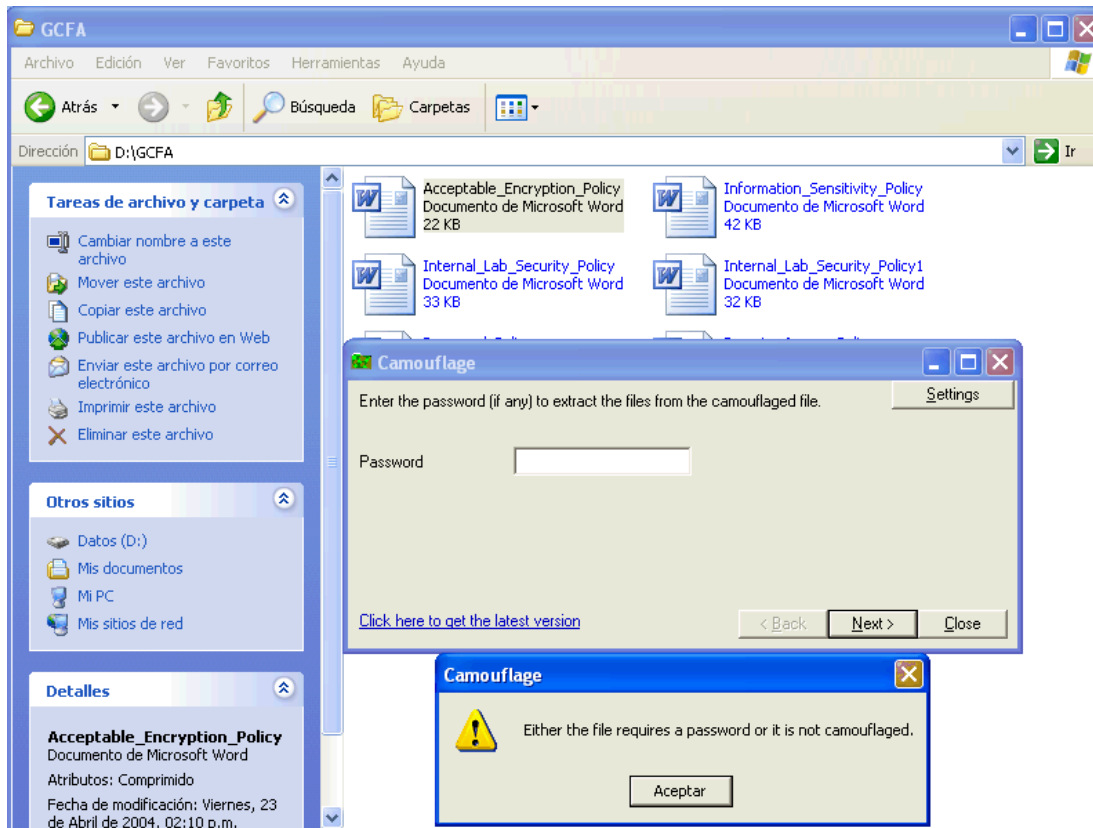 GCFA
Archivo Edición Ver Favoritos Herramientas Ayuda
Atrás Búsqueda Carpetas
Dirección D:\GCFA Ir
Tareas de archivo y carpeta
Cambiar nombre a este
archivo
Mover este archivo
Copiar este archivo
Publicar este archivo en Web
Enviar este archivo por correo
electrónico
Imprimir este archivo
Eliminar este archivo
Otros sitios
Datos (D:)
Mis documentos
Mi PC
Mis sitios de red
Detalles
Acceptable_Encryption_Policy
Documento de Microsoft Word
Atributos: Comprimido
Fecha de modificación: Viernes, 23
de Abril de 2004, 02:10 p.m.
Acceptable_Encryption_Policy
Documento de Microsoft Word
22 KB
Information_Sensitivity_Policy
Documento de Microsoft Word
42 KB
Internal_Lab_Security_Policy
Documento de Microsoft Word
33 KB
Internal_Lab_Security_Policy1
Documento de Microsoft Word
32 KB
Camouflage
Settings
Enter the password (if any) to extract the files from the camouflaged file.
Password
Click here to get the latest version
< Back Next > Close
Camouflage
Either the file requires a password or it is not camouflaged.
Aceptar